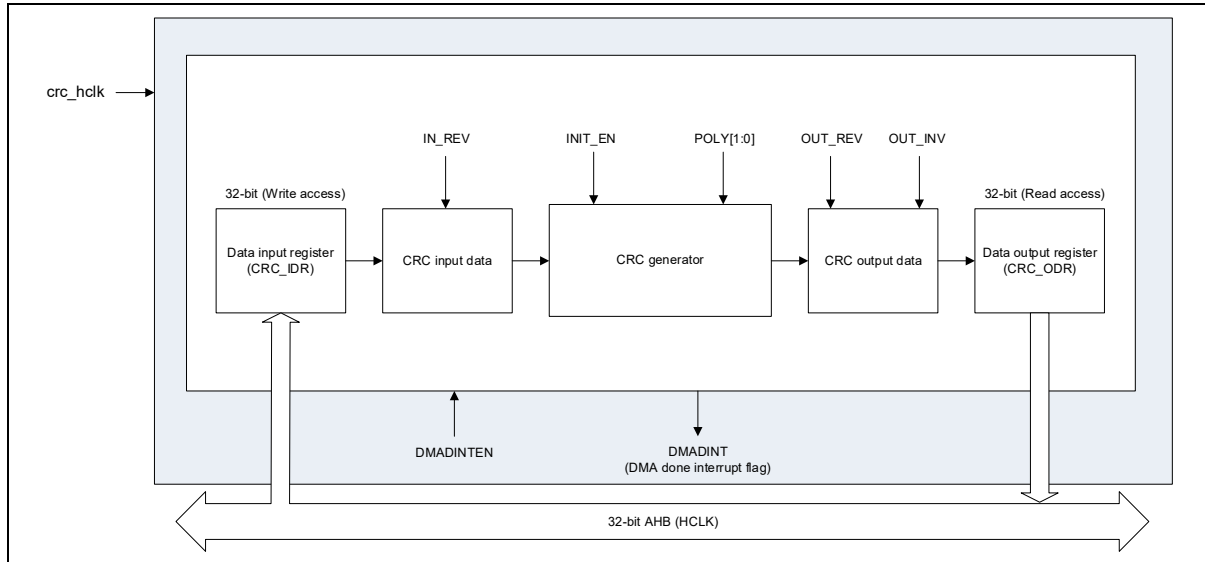 crc_hclk
IN_REV
INIT_EN
POLY[1:0]
OUT_REV
OUT_INV
32-bit (Write access)
32-bit (Read access)
Data input register
(CRC_IDR)
CRC input data
CRC generator
CRC output data
Data output register
(CRC_ODR)
DMADINTEN
DMADINT
(DMA done interrupt flag)
32-bit AHB (HCLK)